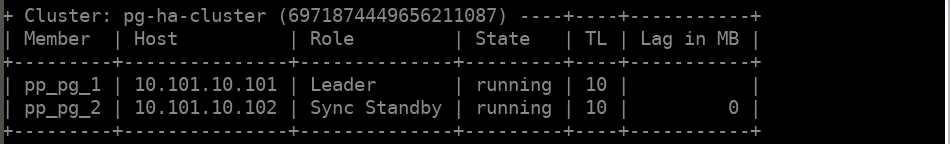 + Cluster: pg-ha-cluster (6971874449656211087) ----+----+-----------+
| Member  | Host          | Role         | State   | TL | Lag in MB |
+---------+---------------+--------------+---------+----+-----------+
| pp_pg_1 | 10.101.10.101 | Leader       | running | 10 |           |
| pp_pg_2 | 10.101.10.102 | Sync Standby | running | 10 |         0 |
+---------+---------------+--------------+---------+----+-----------+